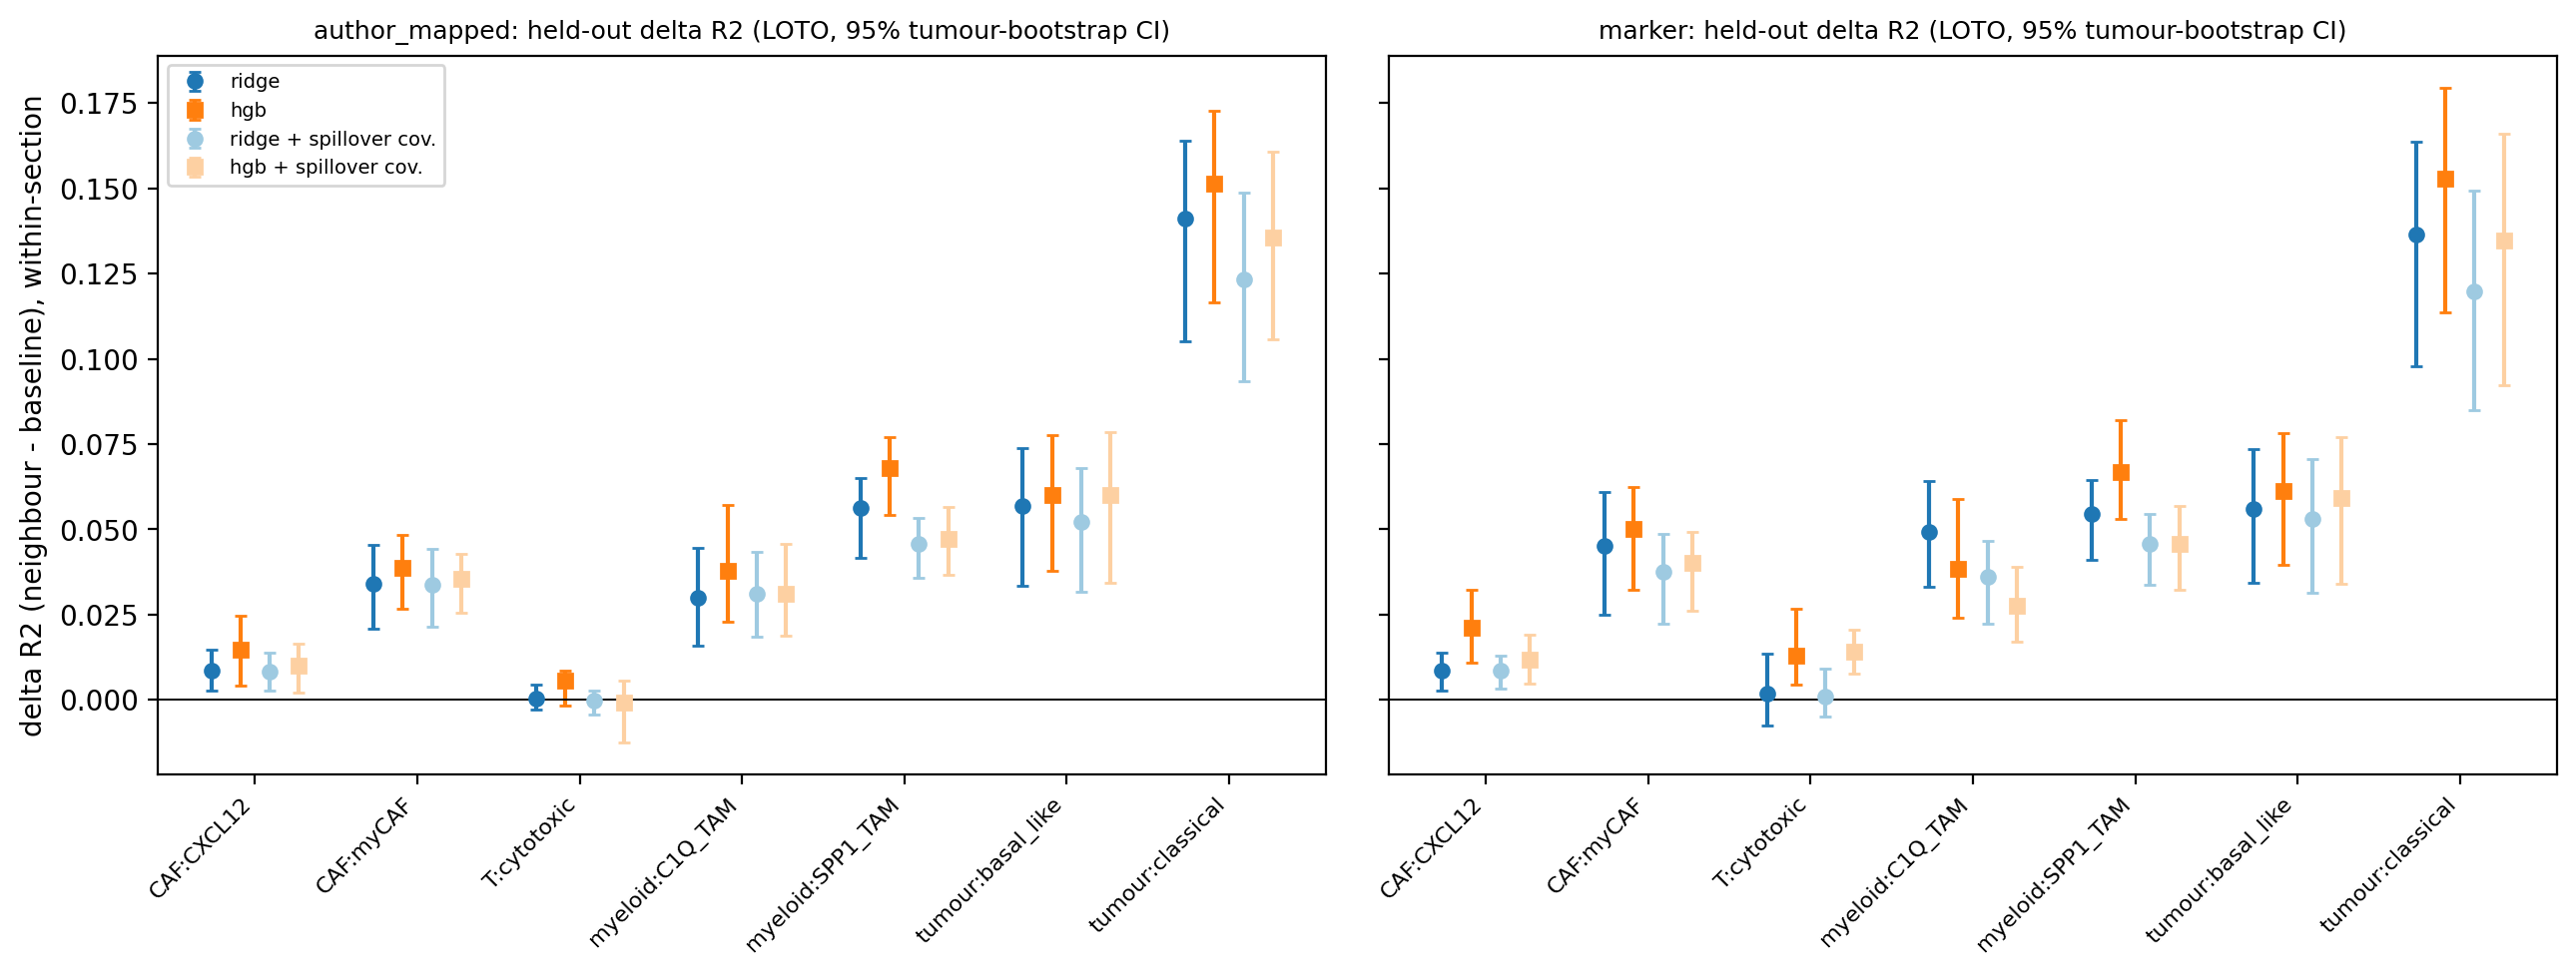 author_mapped: held-out delta R2 (LOTO, 95% tumour-bootstrap CI)
marker: held-out delta R2 (LOTO, 95% tumour-bootstrap CI)
delta R2 (neighbour - baseline), within-section
0.175
0.150
0.125
0.100
0.075
0.050
0.025
0.000
ridge
hgb
ridge + spillover cov.
hgb + spillover cov.
CAF:CXCL12
CAF:myCAF
T:cytotoxic
myeloid:C1Q_TAM
myeloid:SPP1_TAM
tumour:basal_like
tumour:classical
CAF:CXCL12
CAF:myCAF
T:cytotoxic
myeloid:C1Q_TAM
myeloid:SPP1_TAM
tumour:basal_like
tumour:classical